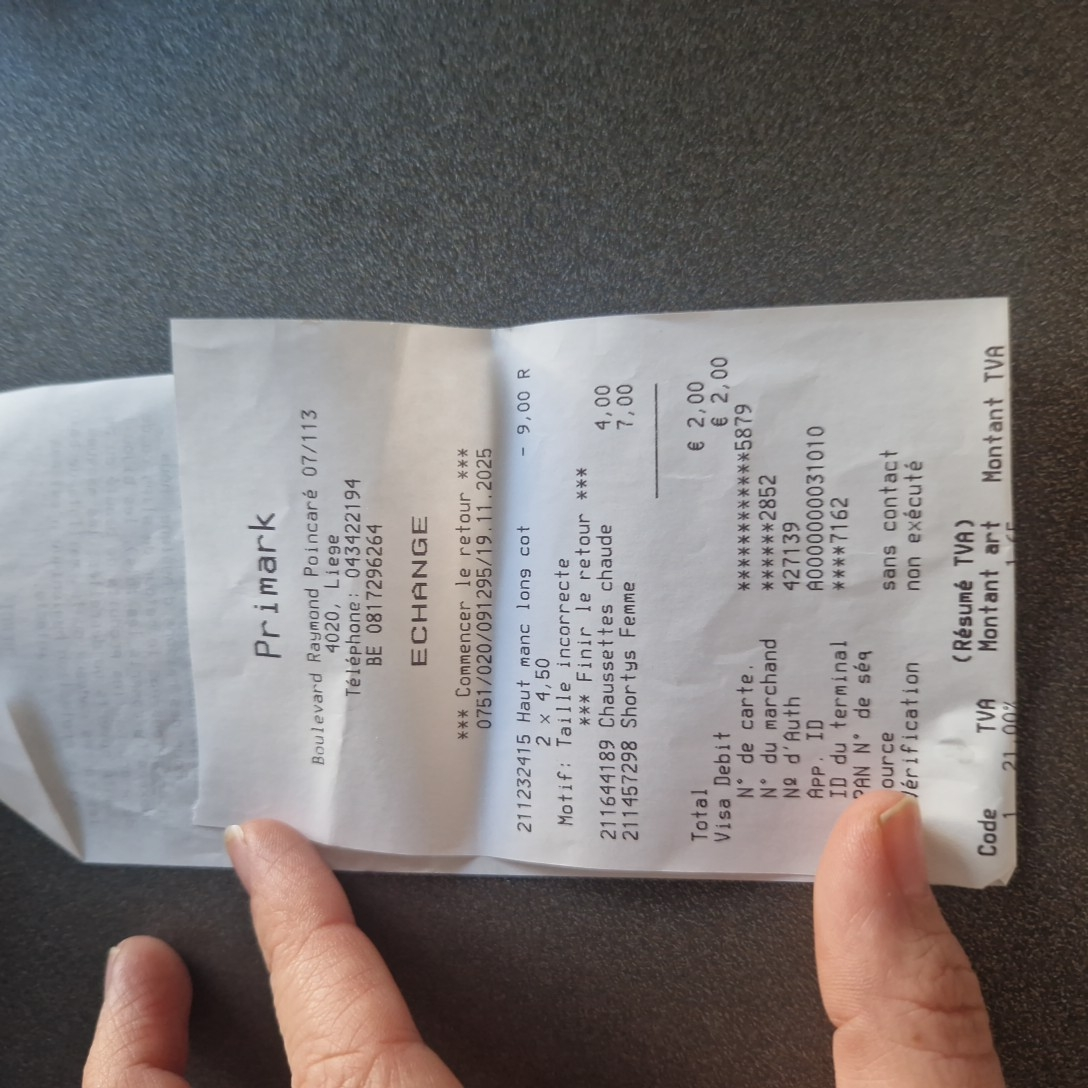 Primark
Boulevard Raymond Poincaré 07/113
4020, Liege
Téléphne: 043422194
BE 0817296264
ECHANGE
*** Commencer le retour ***
0751/020/091295/19.11.2025
211232415 Haut manc lons cot - 9,00 R
2 x 4,50
Motif: Taille incorrecte
*** Finir le retour ***
211644189 Chaussettes chaude 4,00
211457298 Shortys Femme 7,00
Total € 2,00
Visa Debit € 2,00
N° de carte. ************5879
N° du marchand ******2852
Nº d'Auth 427139
App. ID A0000000031010
ID du terminal ****7162
PAN N° de séq
ource sans contact
érification non exécuté
(Résumé TVA)
Code TVA Montant art Montant TVA
1 21,00%